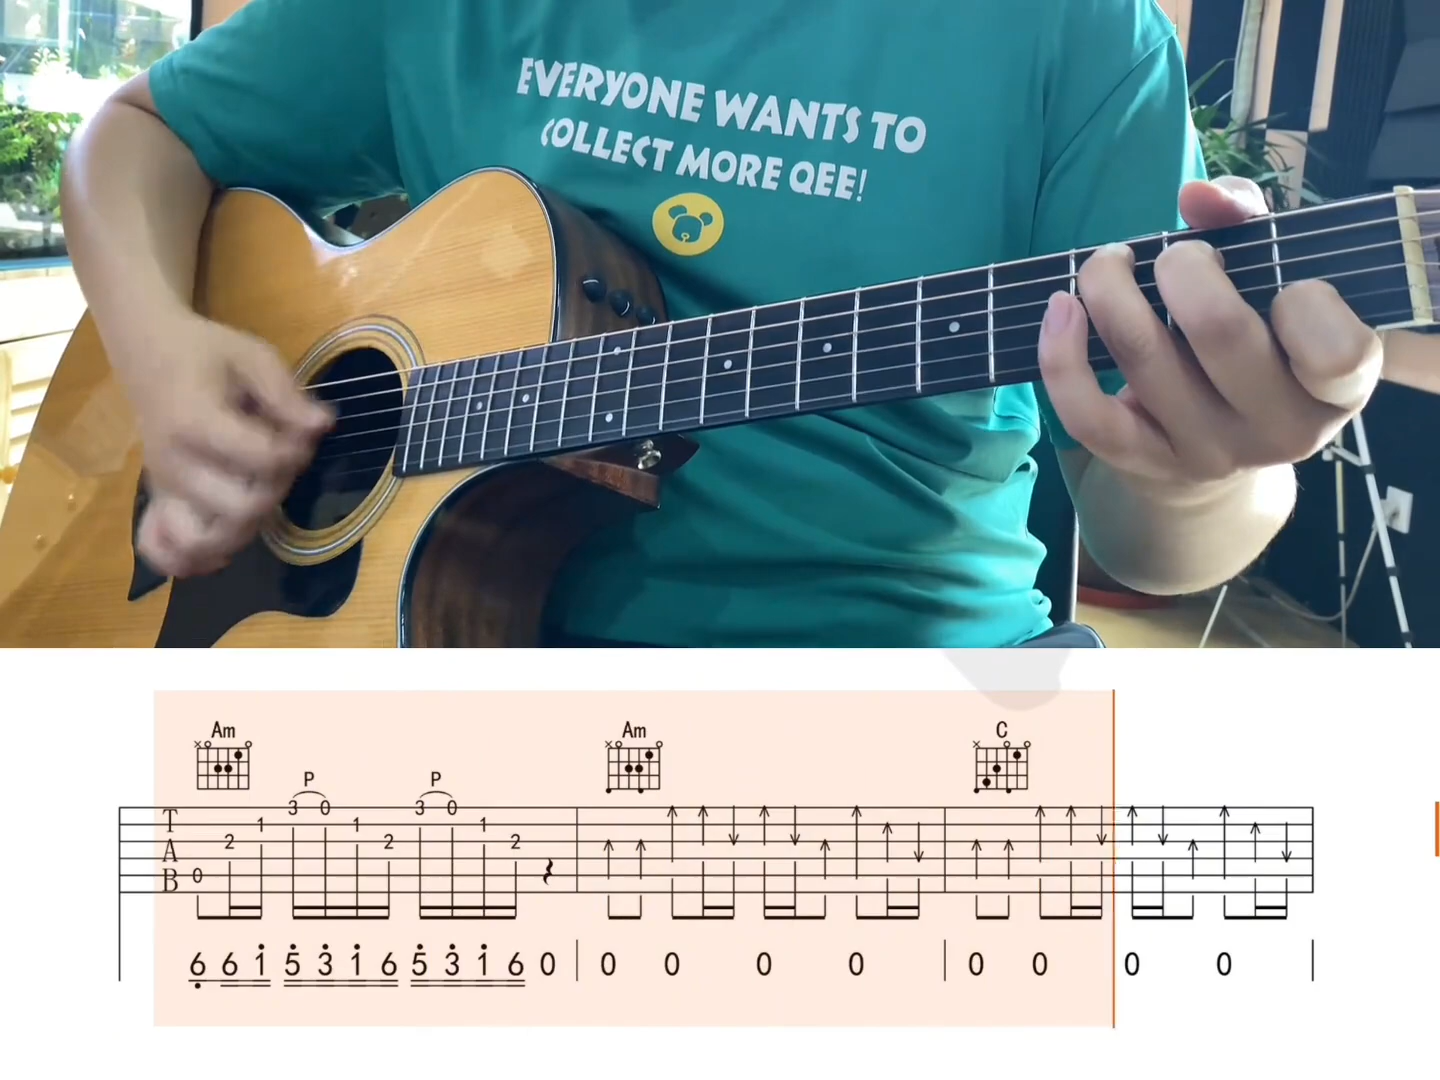 EVERYONE WANTS TO
COLLECT MORE QEE!
Am Am C
P P
T
A
B
0 2 1 3 0 1 2 3 0 1 2
6 6 1 5 3 1 6 5 3 1 6 0 0 0 0 0 0 0 0 0